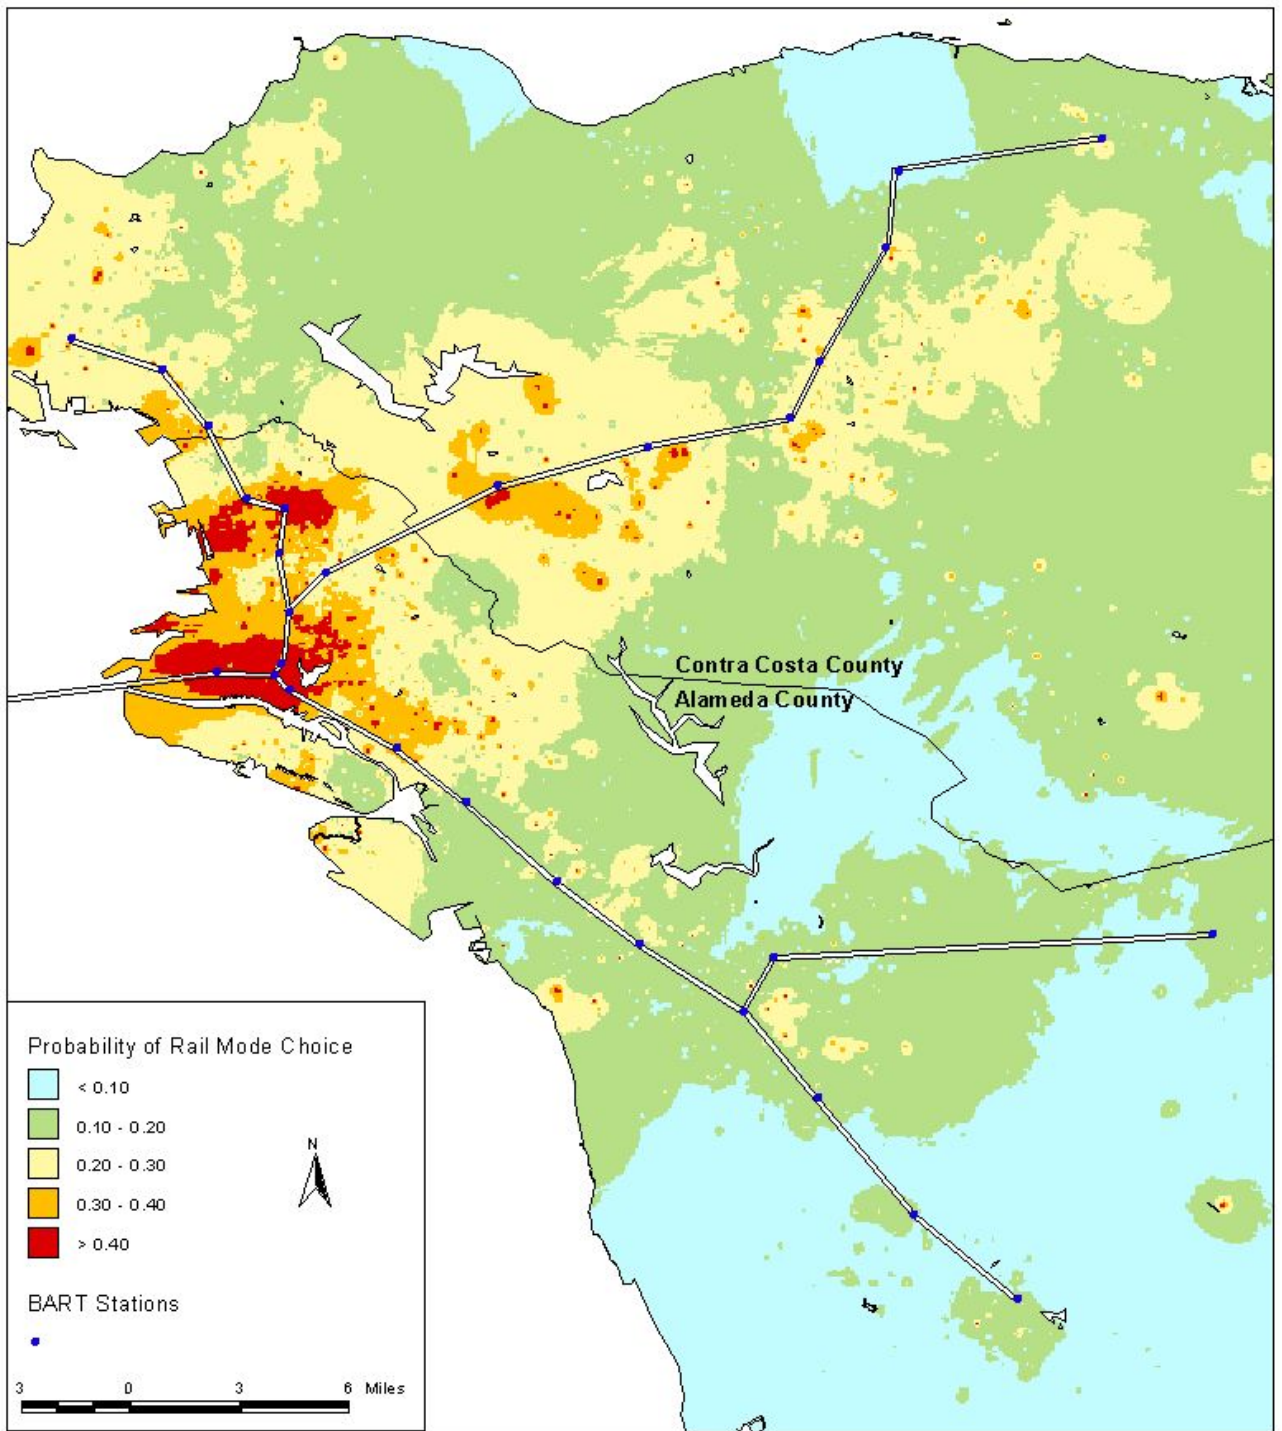 Contra Costa County
Alameda County
Probability of Rail Mode Choice
< 0.10
0.10 - 0.20
0.20 - 0.30
0.30 - 0.40
> 0.40
N
BART Stations
3 0 3 6 Miles